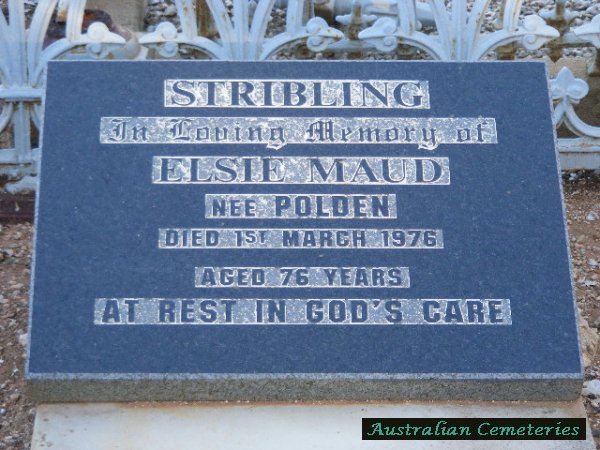 STRIBLING
In Loving Memory of
ELSIE MAUD
NEE POLDEN
DIED 1ST MARCH 1976
AGED 76 YEARS
AT REST IN GOD'S CARE
Australian Cemeteries